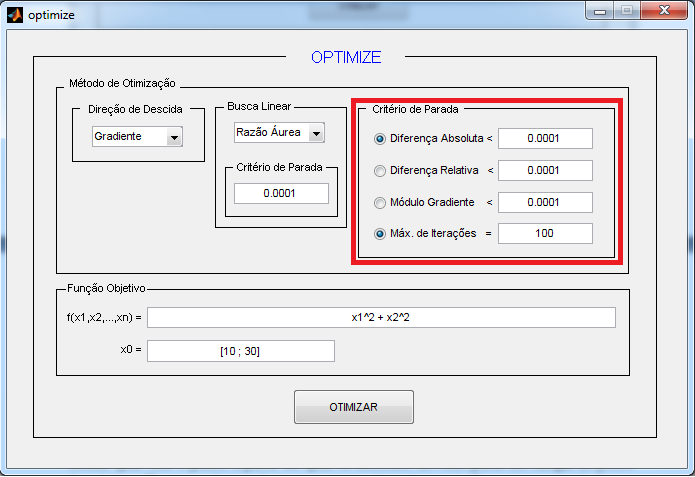 optimize
OPTIMIZE
Método de Otimização
Direção de Descida
Gradiente
Busca Linear
Razão Áurea
Critério de Parada
0.0001
Critério de Parada
Diferença Absoluta < 0.0001
Diferença Relativa < 0.0001
Módulo Gradiente < 0.0001
Máx. de Iterações = 100
Função Objetivo
f(x1,x2,...,xn) = x1^2 + x2^2
x0 = [10 ; 30]
OTIMIZAR